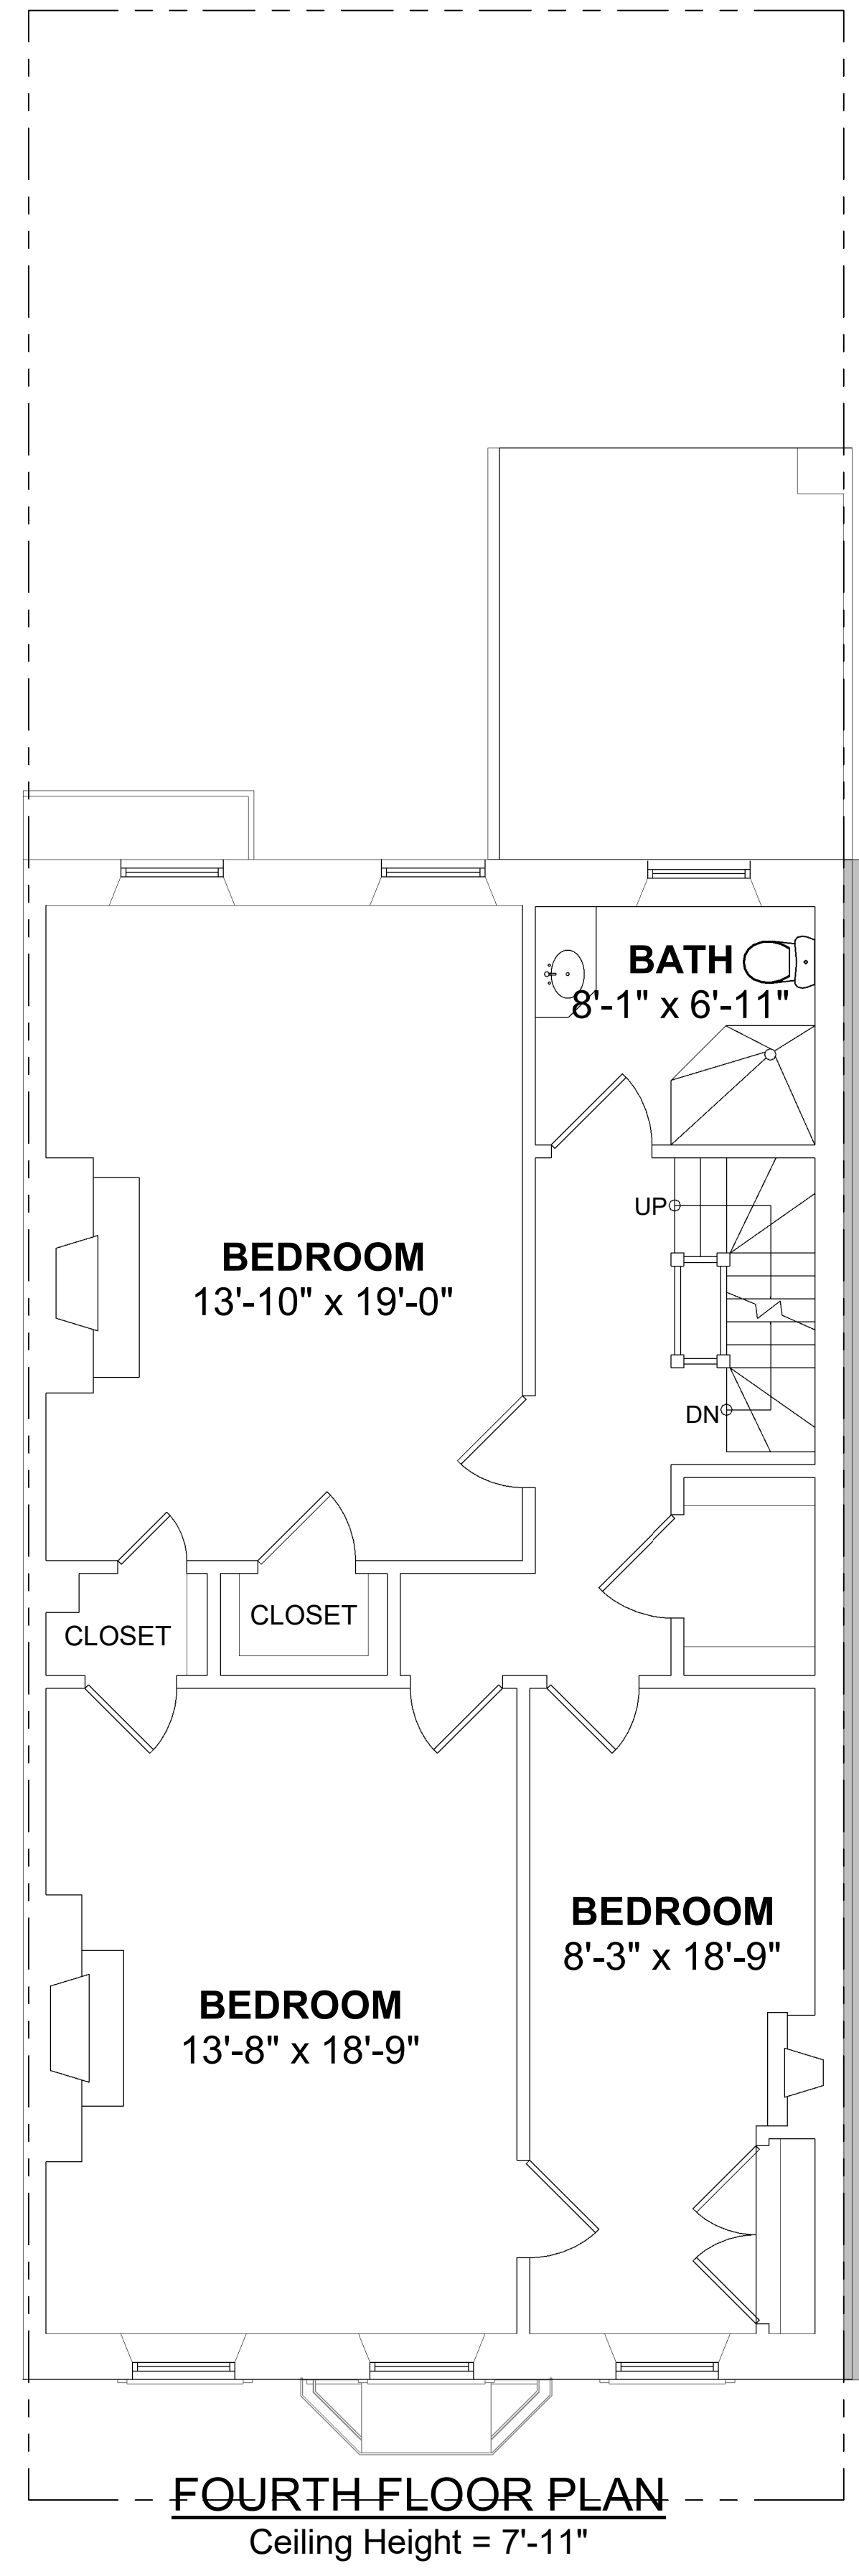 BATH
8'-1" x 6'-11"
UP
BEDROOM
13'-10" x 19'-0"
DN
CLOSET
CLOSET
BEDROOM
8'-3" x 18'-9"
BEDROOM
13'-8" x 18'-9"
FOURTH FLOOR PLAN
Ceiling Height = 7'-11"